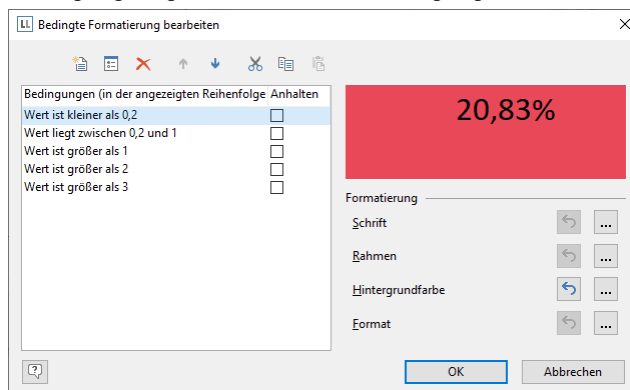 LL Bedingte Formatierung bearbeiten
Bedingungen (in der angezeigten Reihenfolge Anhalten
Wert ist kleiner als 0,2
Wert liegt zwischen 0,2 und 1
Wert ist größer als 1
Wert ist größer als 2
Wert ist größer als 3
20,83%
Formatierung
Schrift ...
Rahmen ...
Hintergrundfarbe ...
Format ...
? OK Abbrechen